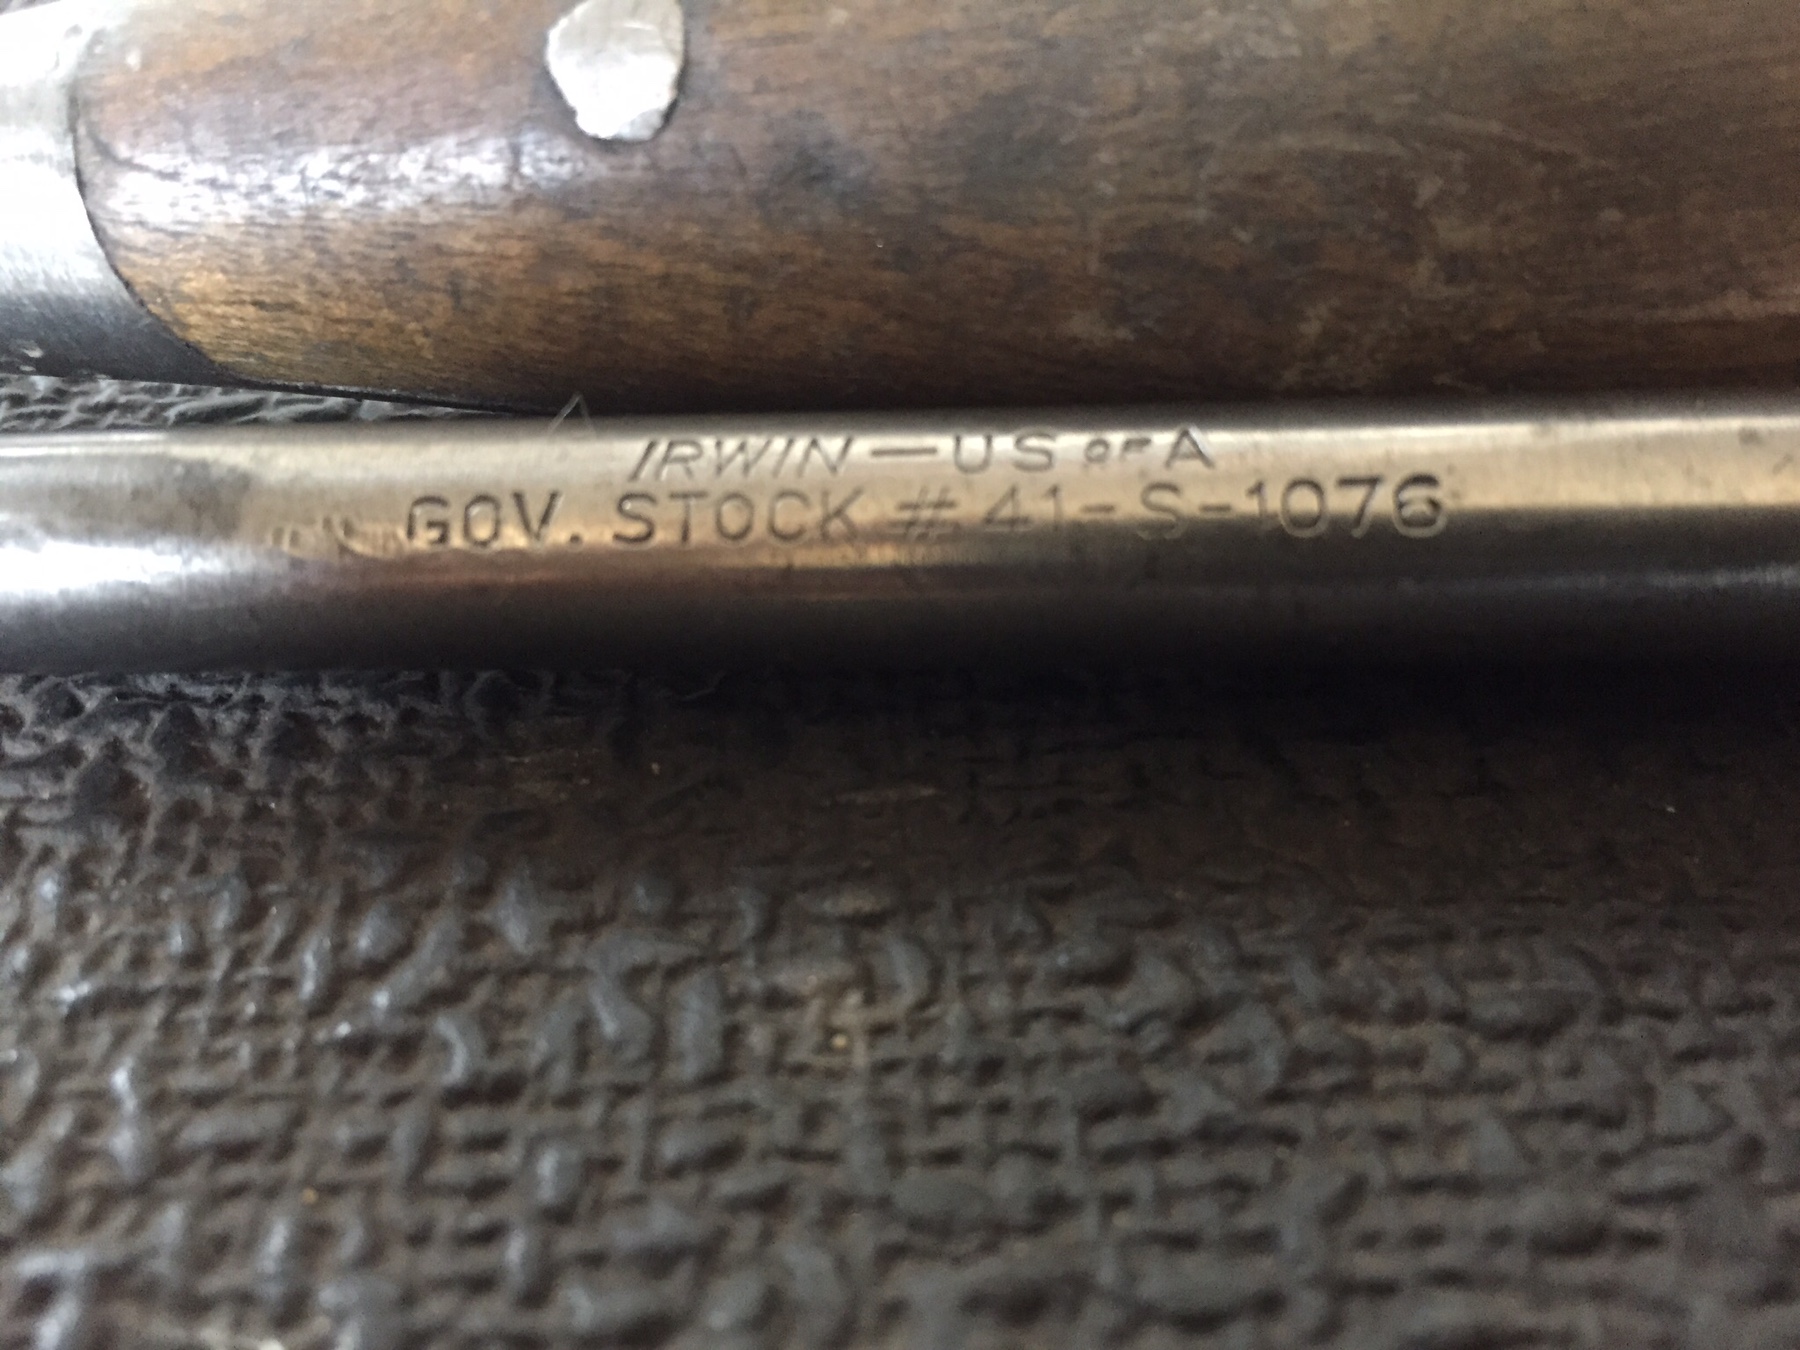 IRWIN—US OF A
GOV. STOCK # 41-S-1076